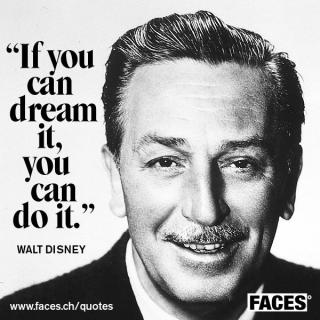 “If you
can
dream
it,
you
can
do it.”
WALT DISNEY
www.faces.ch/quotes
FACES®